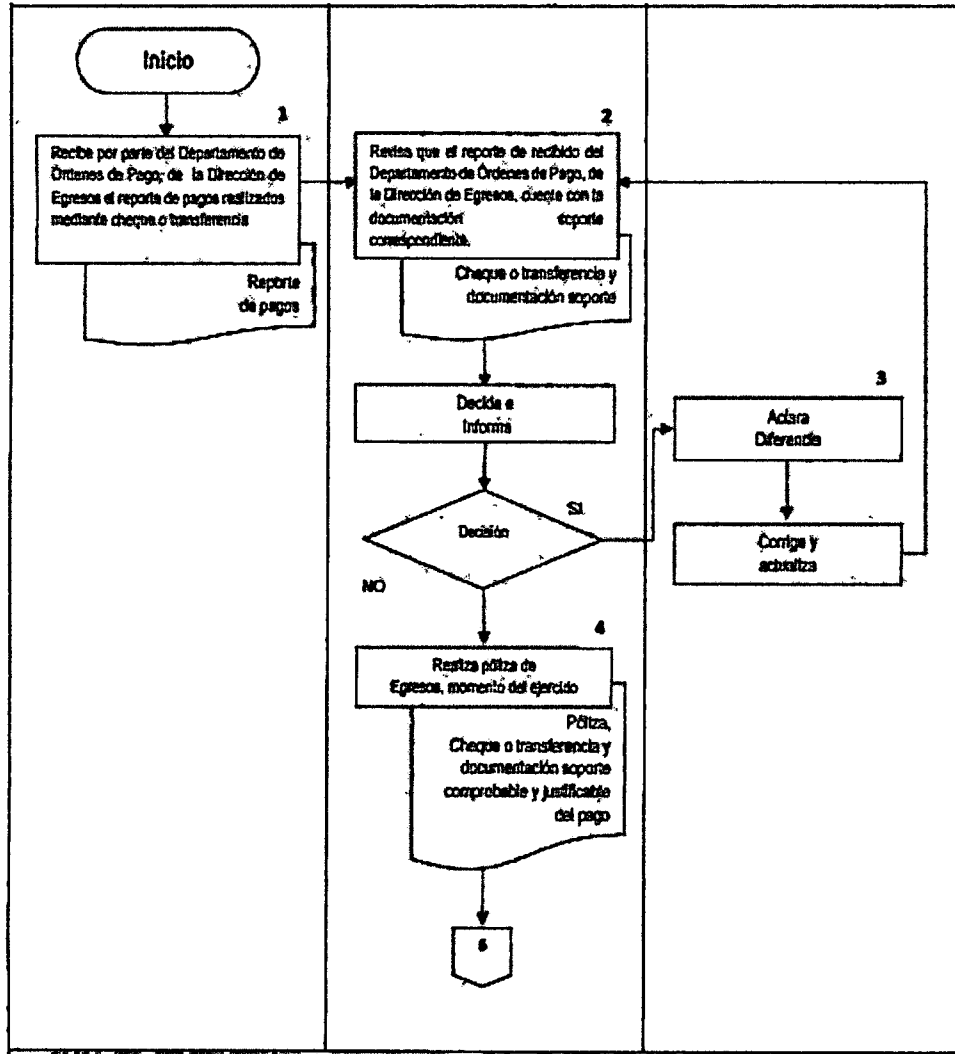 Inicio
1
Recibe por parte del Departamento de
Órdenes de Pago, de la Dirección de
Egresos el reporte de pagos realizados
mediante cheque o transferencia
Reporte
de pagos
2
Revisa que el reporte de recibido del
Departamento de Órdenes de Pago, de
la Dirección de Egresos, cuente con la
documentación soporte
correspondiente.
Cheque o transferencia y
documentación soporte
Decide e
Informa
Decisión
SI
NO
3
Aclara
Diferencia
Corrige y
actualiza
4
Realiza póliza de
Egresos, momento del ejercido
Póliza,
Cheque o transferencia y
documentación soporte
comprobable y justificable
del pago
5